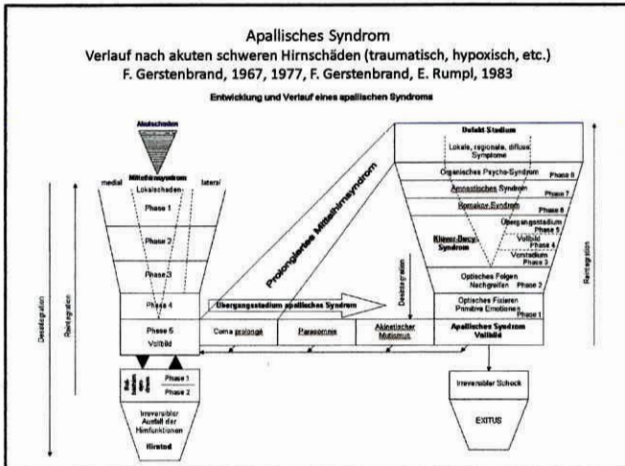 Apallisches Syndrom
Verlauf nach akuten schweren Hirnschäden (traumatisch, hypoxisch, etc.)
F. Gerstenbrand, 1967, 1977, F. Gerstenbrand, E. Rumpl, 1983
Entwicklung und Verlauf eines apallischen Syndroms
Akutschaden
Mittelhirnsyndrom
medial
Lokalschaden
lateral
Phase 1
Phase 2
Phase 3
Phase 4
Phase 5
Vollbild
Desintegration
Reintegration
Phase 1
Phase 2
Irreversibler
Ausfall der
Hirnfunktionen
Hirntod
Prolongiertes Mittelhirnsyndrom
Übergangsstadium apallisches Syndrom
Coma prolongé
Parasomnie
Akinetischer
Mutismus
Desintegration
Defekt Stadium
Lokale, regionale, diffuse
Symptome
Organisches Psycho-Syndrom
Amnestisches Syndrom
Phase 7
Korsakow-Syndrom
Phase 6
Klüver-Bucy-
Syndrom
Übergangsstadium
Phase 5
Vollbild
Phase 4
Vorstadium
Phase 3
Optisches Folgen
Nachgreifen
Phase 2
Optisches Fixieren
Primitive Emotionen
Phase 1
Apallisches Syndrom
Vollbild
Reintegration
Irreversibler Schock
EXITUS